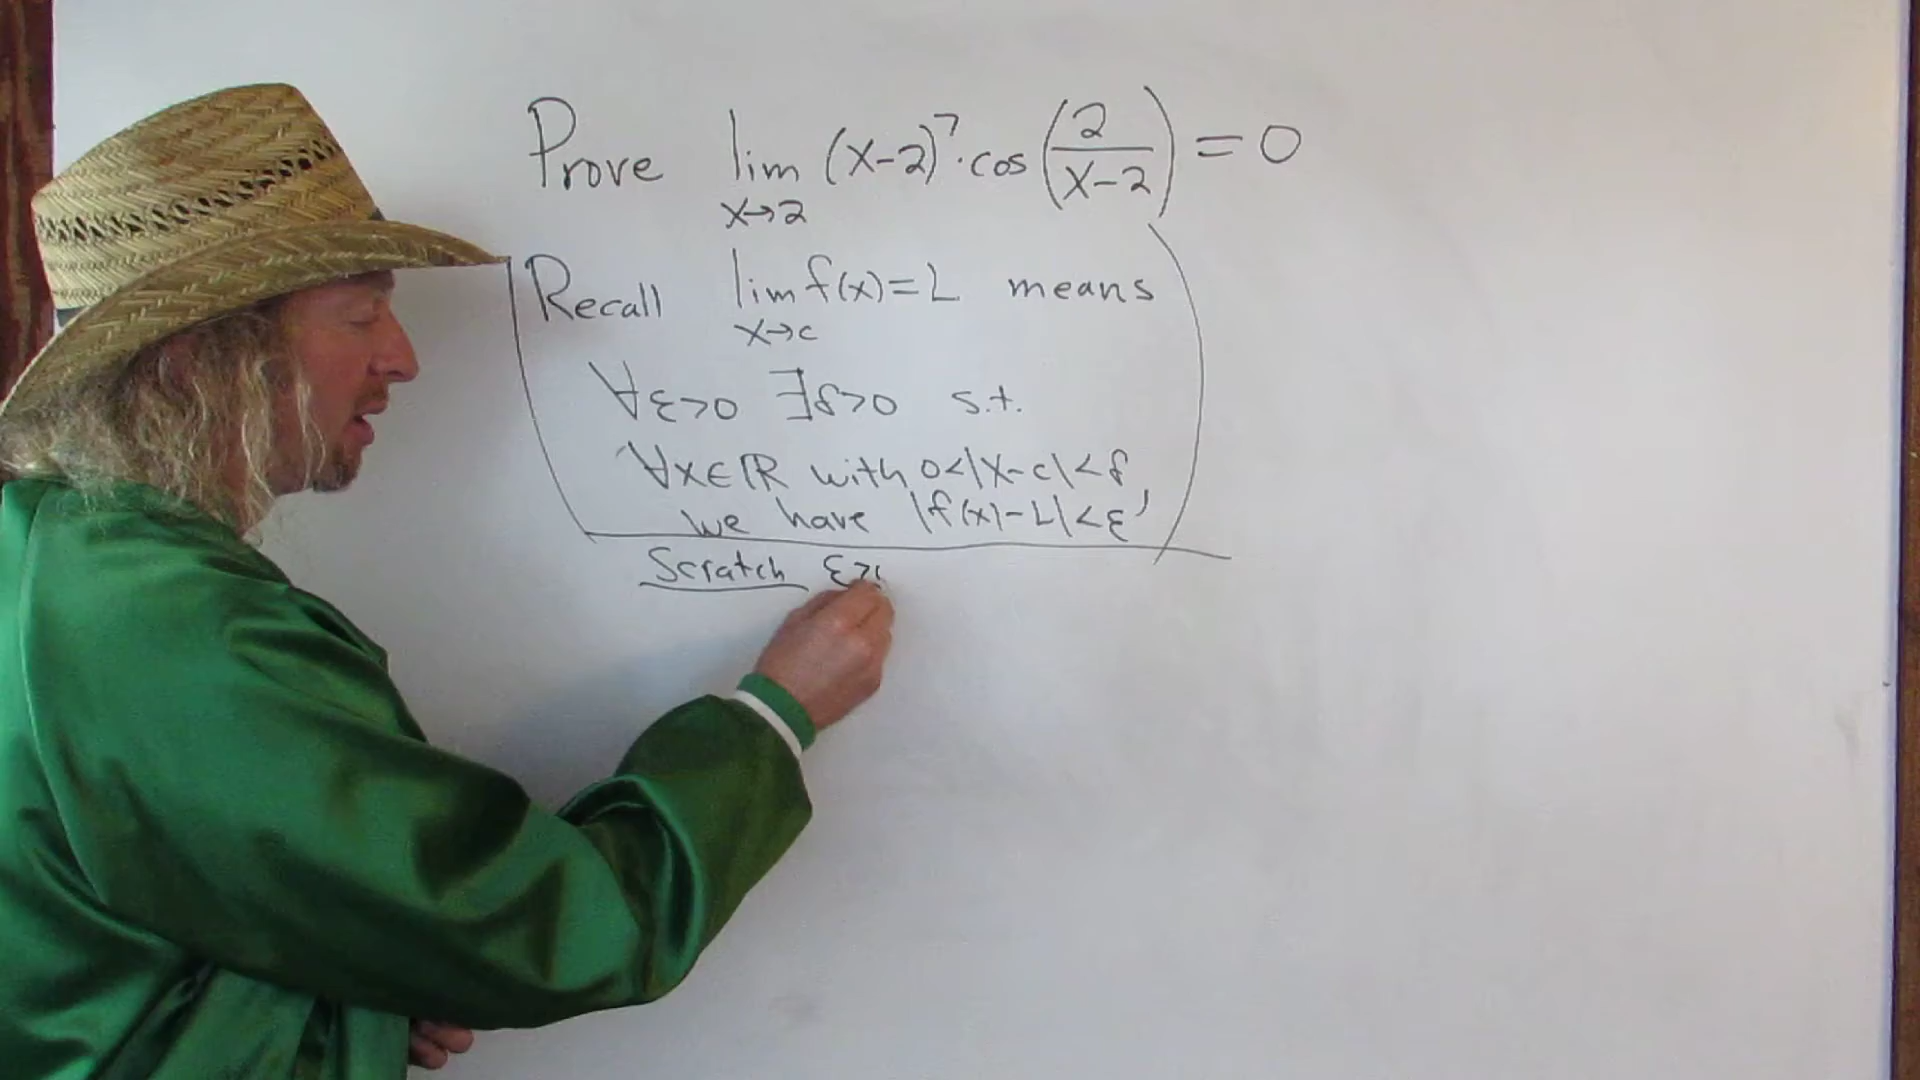 Prove lim (x-2)^7 · cos (2/(x-2)) = 0
x→2
Recall lim f(x) = L means
x→c
∀ε>0 ∃δ>0 s.t.
∀x∈ℝ with 0<|x-c|<δ,
we have |f(x)-L|<ε
Scratch ε>